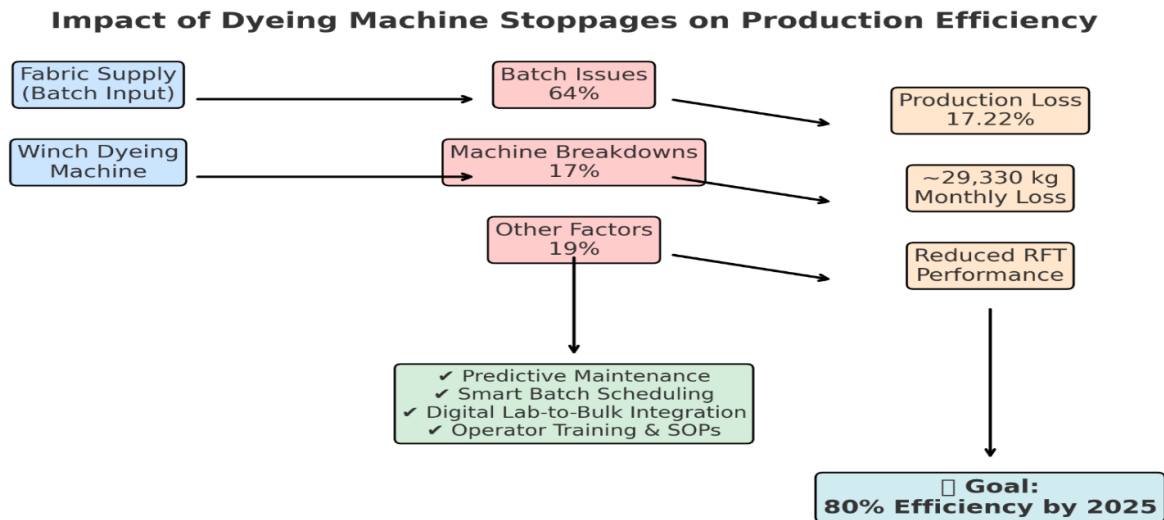 Impact of Dyeing Machine Stoppages on Production Efficiency
Fabric Supply
(Batch Input)
Batch Issues
64%
Production Loss
17.22%
Winch Dyeing
Machine
Machine Breakdowns
17%
~29,330 kg
Monthly Loss
Other Factors
19%
Reduced RFT
Performance
✔ Predictive Maintenance
✔ Smart Batch Scheduling
✔ Digital Lab-to-Bulk Integration
✔ Operator Training & SOPs
Goal:
80% Efficiency by 2025